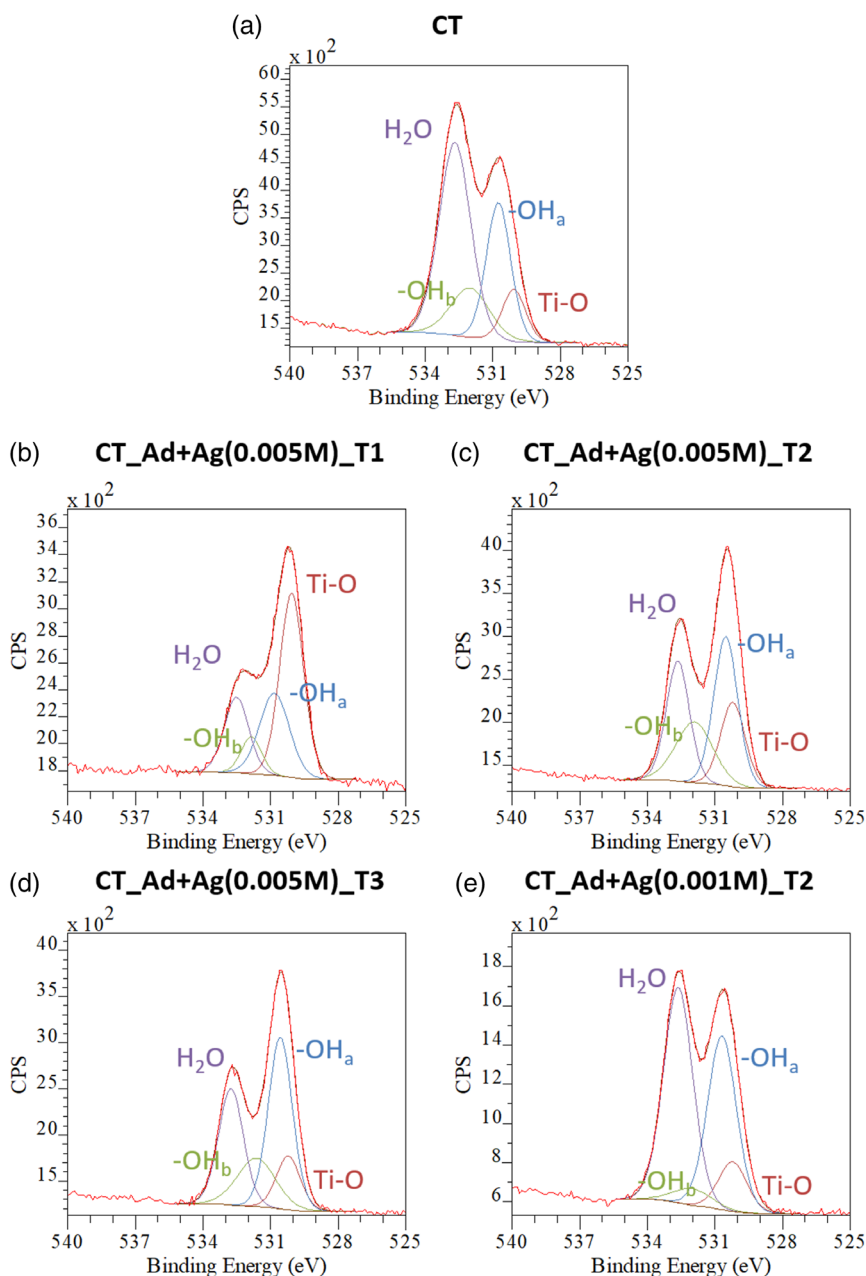 (a) CT
x 10²
60
55
50
45
40
35
30
25
20
15
CPS
H₂O
-OHₐ
-OH_b
Ti-O
540 537 534 531 528 525
Binding Energy (eV)
(b) CT_Ad+Ag(0.005M)_T1
x 10²
36
34
30
26
24
20
18
CPS
Ti-O
H₂O
-OHₐ
-OH_b
540 537 534 531 528 525
Binding Energy (eV)
(c) CT_Ad+Ag(0.005M)_T2
x 10²
40
35
30
25
20
15
CPS
H₂O
-OHₐ
-OH_b
Ti-O
540 537 534 531 528 525
Binding Energy (eV)
(d) CT_Ad+Ag(0.005M)_T3
x 10²
40
35
30
25
20
15
CPS
-OHₐ
H₂O
-OH_b
Ti-O
540 537 534 531 528 525
Binding Energy (eV)
(e) CT_Ad+Ag(0.001M)_T2
x 10²
18
16
14
12
10
8
6
CPS
H₂O
-OHₐ
-OH_b
Ti-O
540 537 534 531 528 525
Binding Energy (eV)